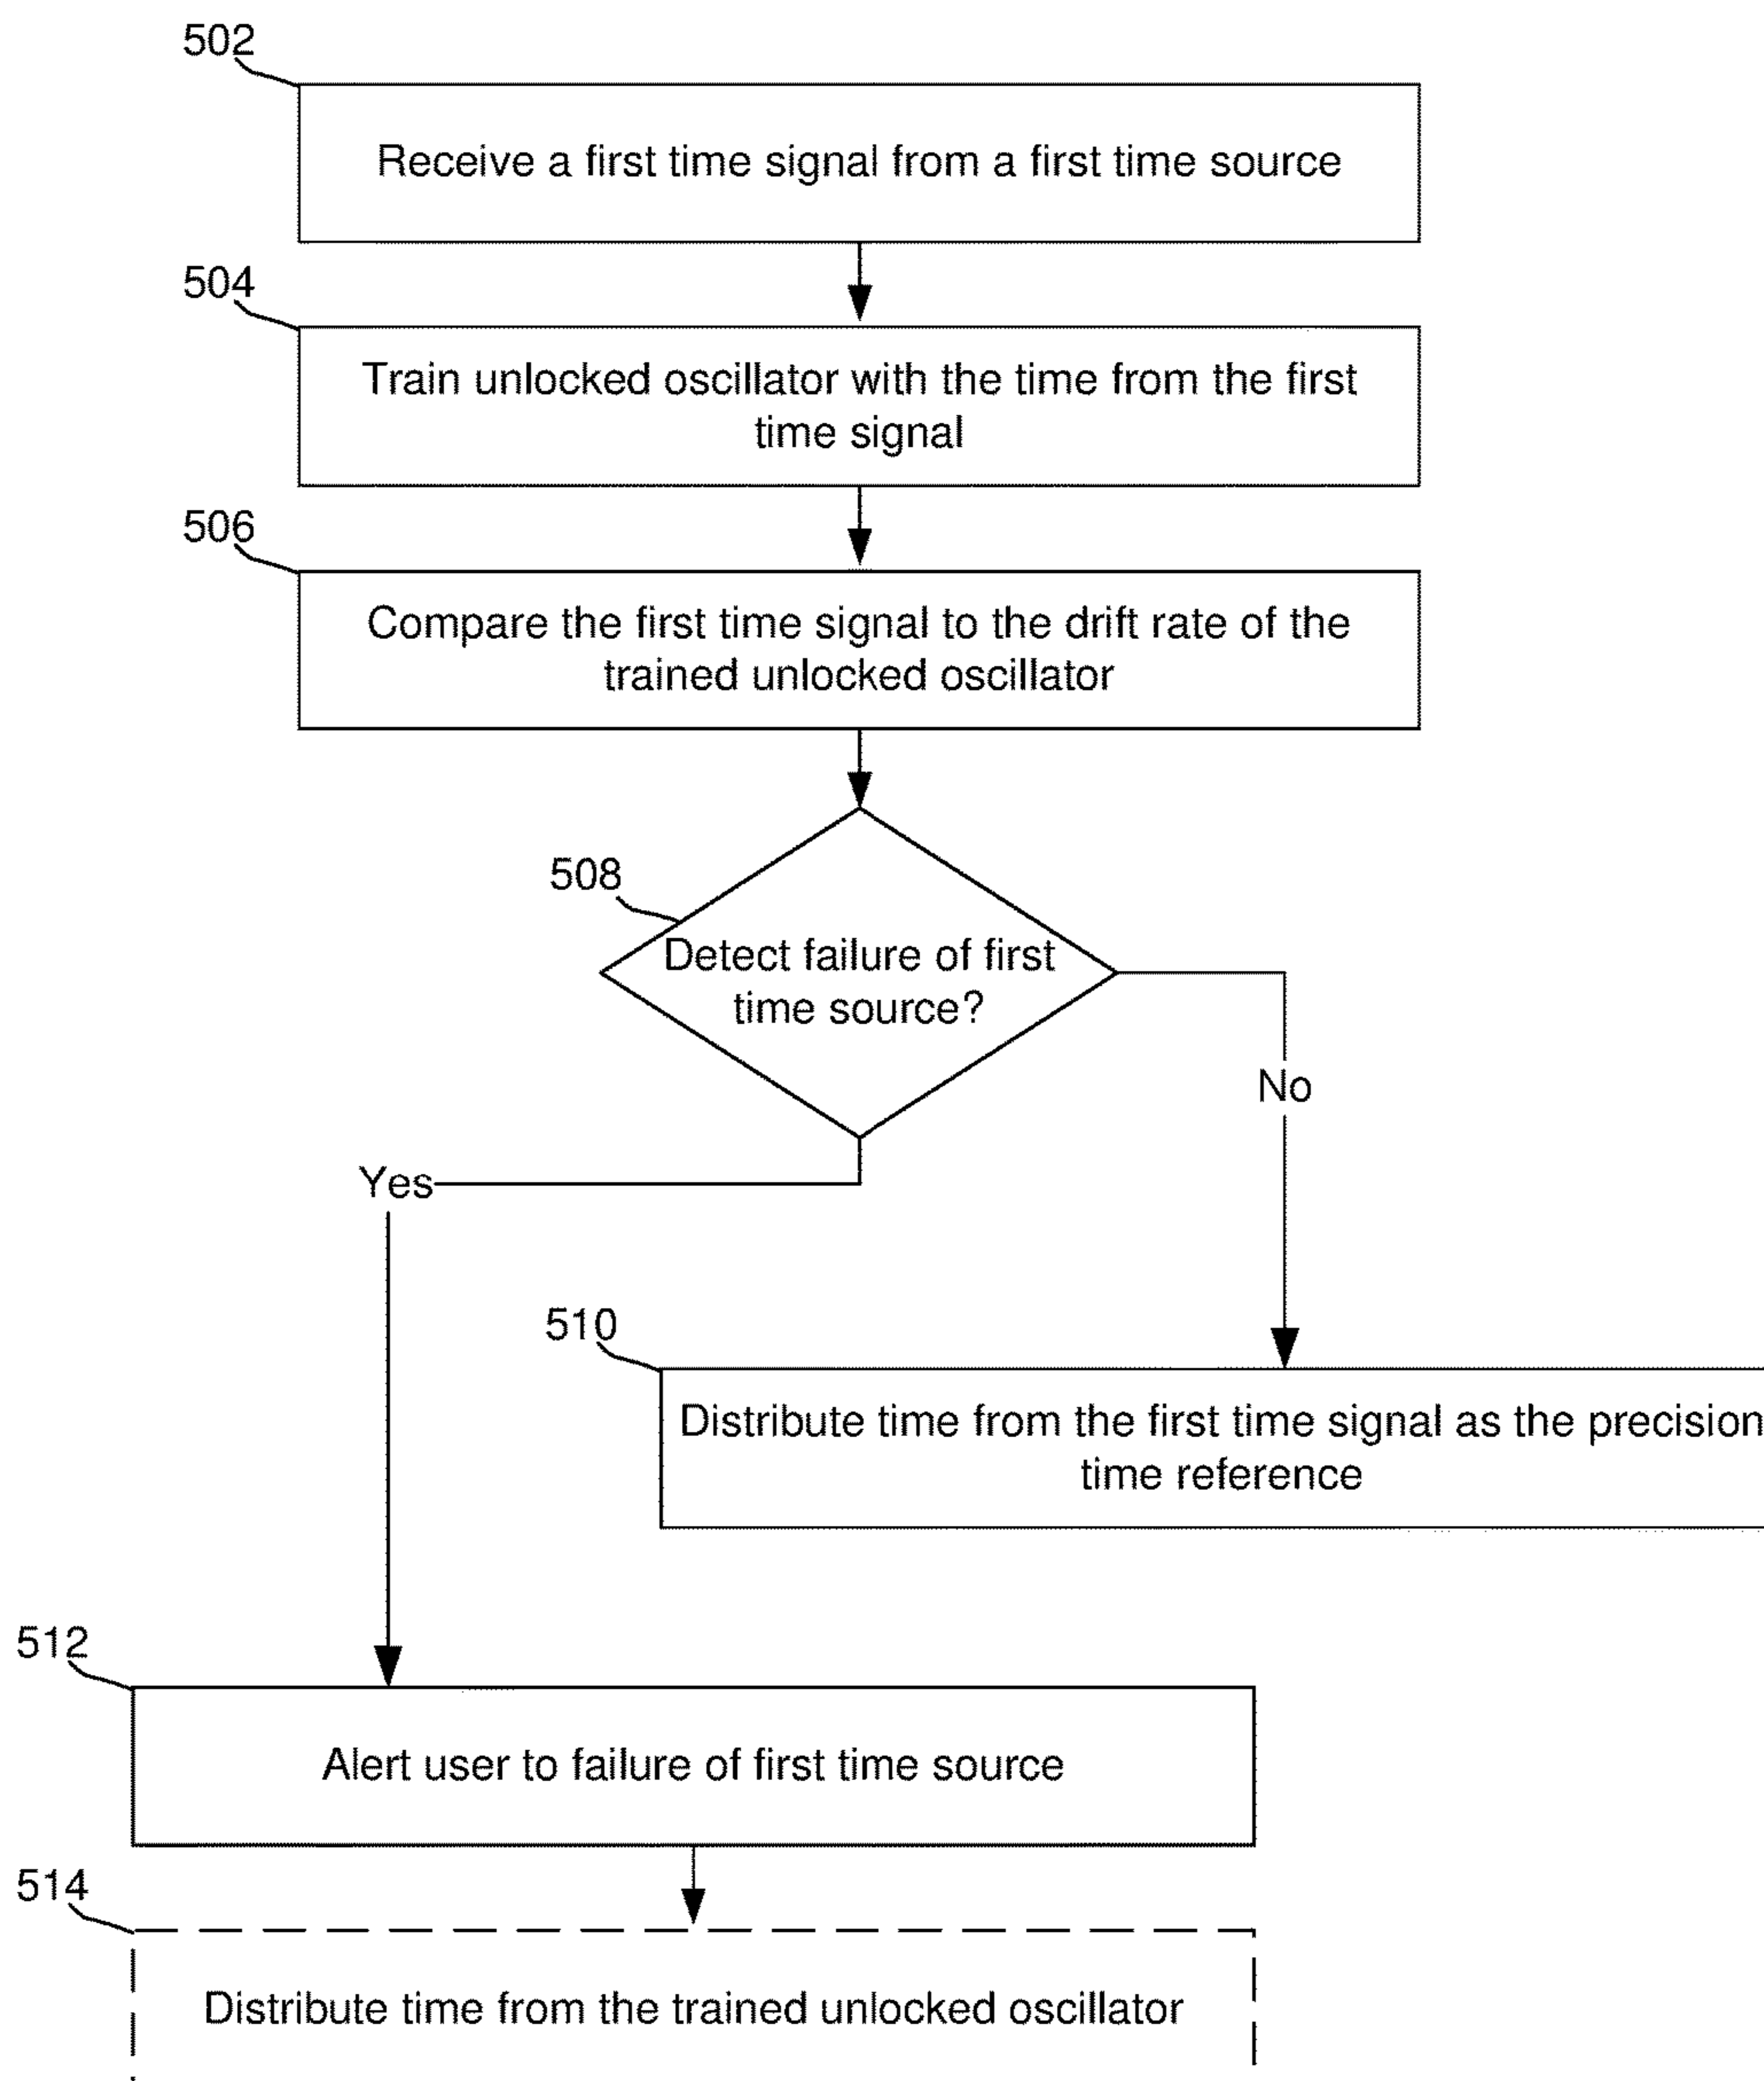 502
Receive a first time signal from a first time source
504
Train unlocked oscillator with the time from the first
time signal
506
Compare the first time signal to the drift rate of the
trained unlocked oscillator
508
Detect failure of first
time source?
No
Yes
510
Distribute time from the first time signal as the precision
time reference
512
Alert user to failure of first time source
514
Distribute time from the trained unlocked oscillator